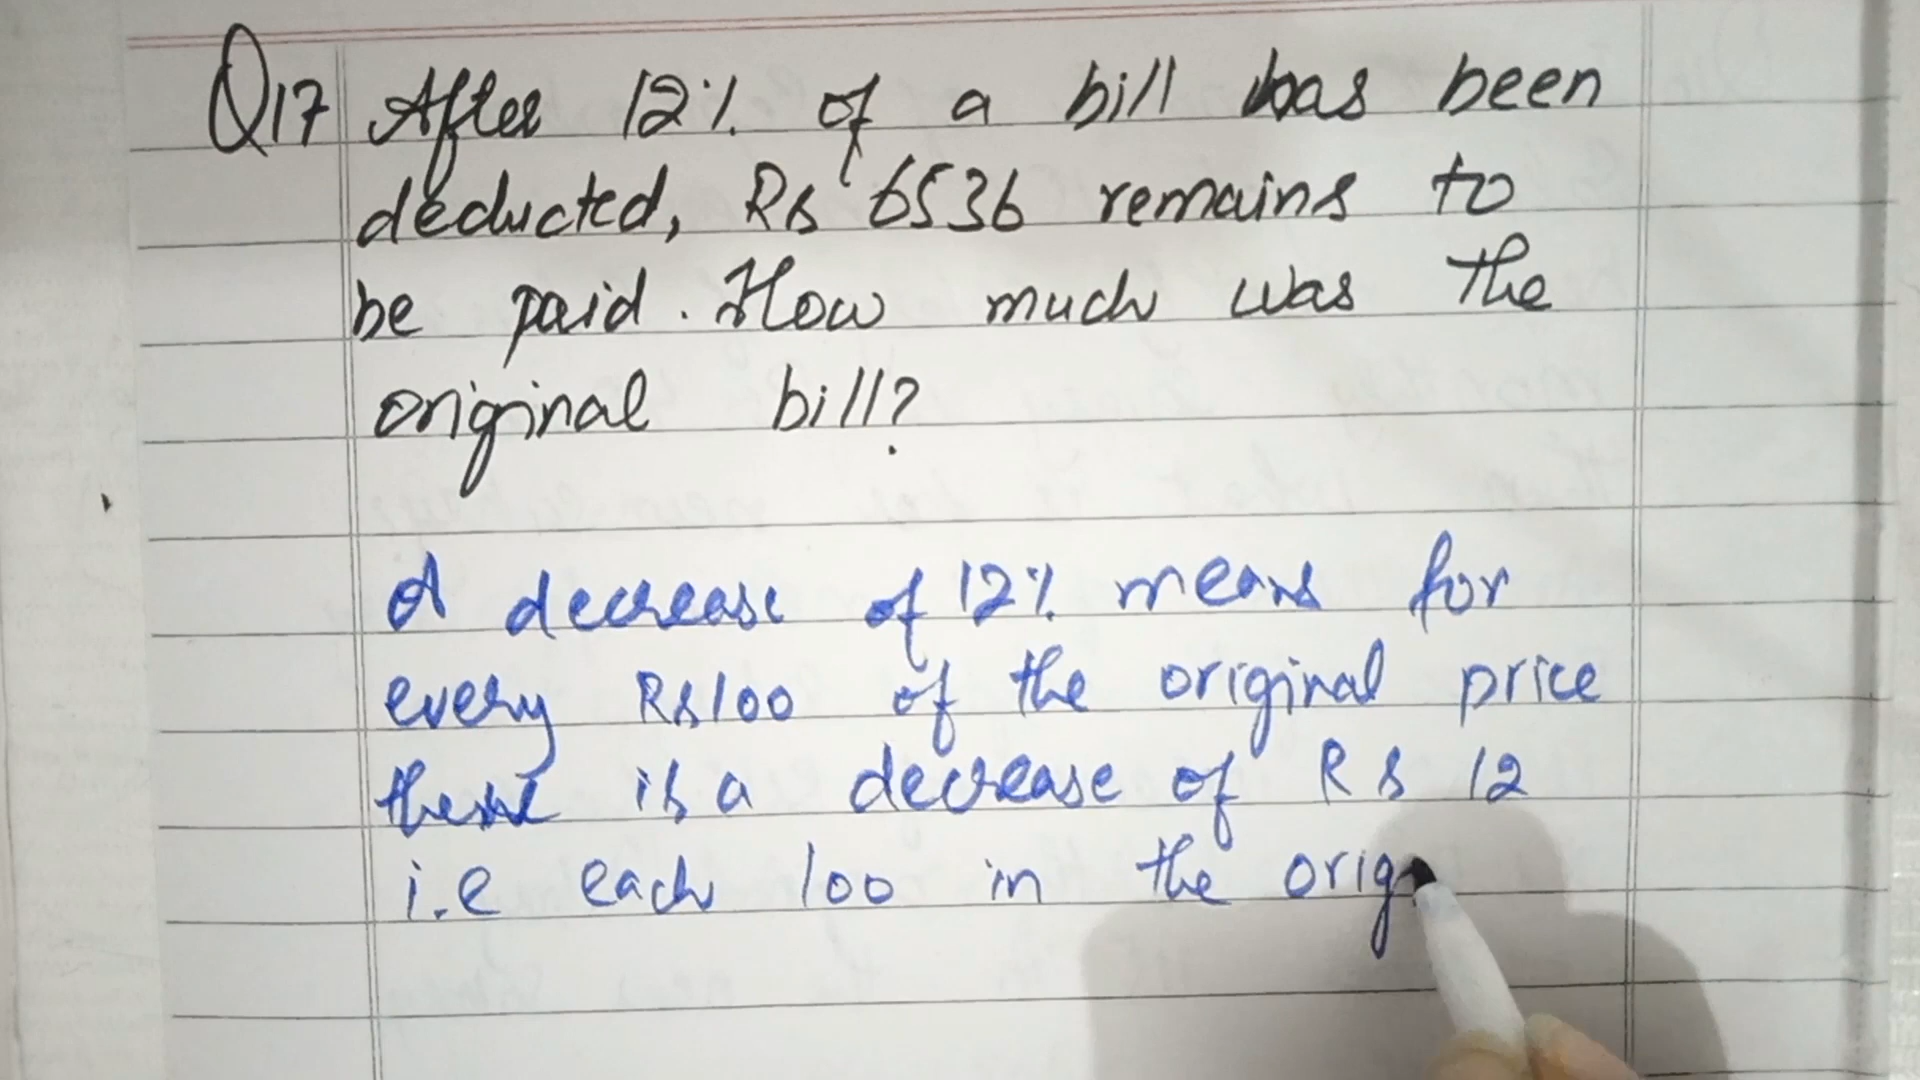 Q17 After 12% of a bill has been
deducted, Rs 6536 remains to
be paid. How much was the
original bill?
A decrease of 12% means for
every Rs100 of the original price
there is a decrease of Rs 12
i.e each 100 in the orig